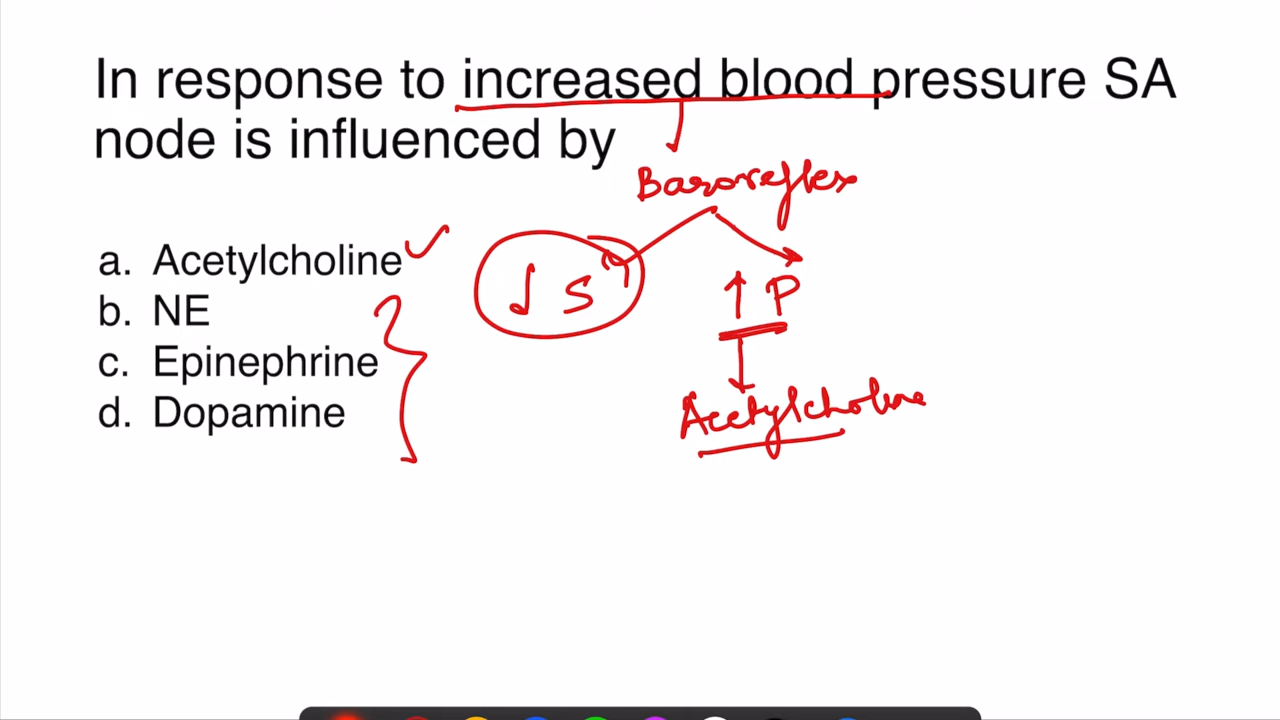 In response to increased blood pressure SA
node is influenced by
Baroreflex
a. Acetylcholine
b. NE
c. Epinephrine
d. Dopamine
↓ S
↑ P
Acetylcholine